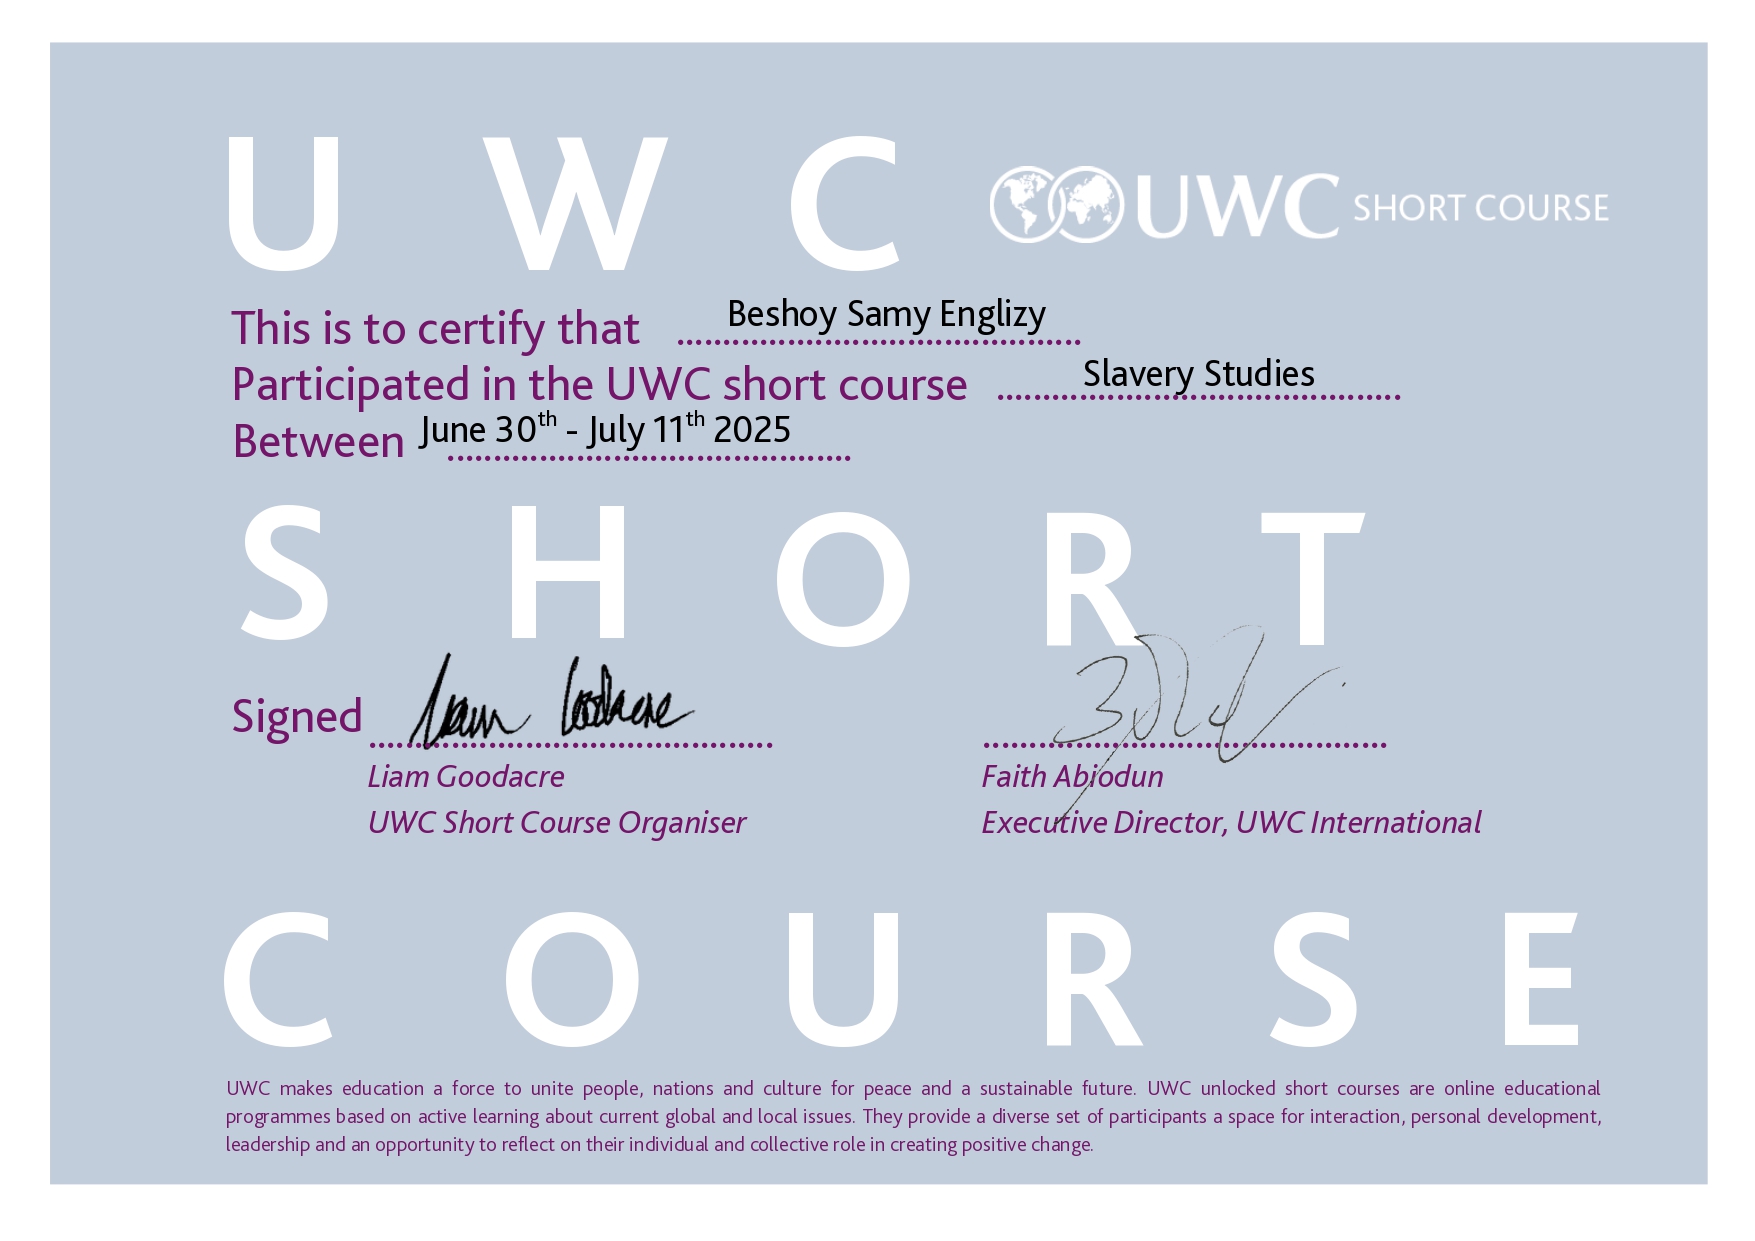 U W C
UWC SHORT COURSE
This is to certify that Beshoy Samy Englizy
Participated in the UWC short course Slavery Studies
Between June 30th - July 11th 2025
S H O R T
Signed Liam Goodacre
Liam Goodacre Faith Abiodun
UWC Short Course Organiser Executive Director, UWC International
C O U R S E
UWC makes education a force to unite people, nations and culture for peace and a sustainable future. UWC unlocked short courses are online educational
programmes based on active learning about current global and local issues. They provide a diverse set of participants a space for interaction, personal development,
leadership and an opportunity to reflect on their individual and collective role in creating positive change.